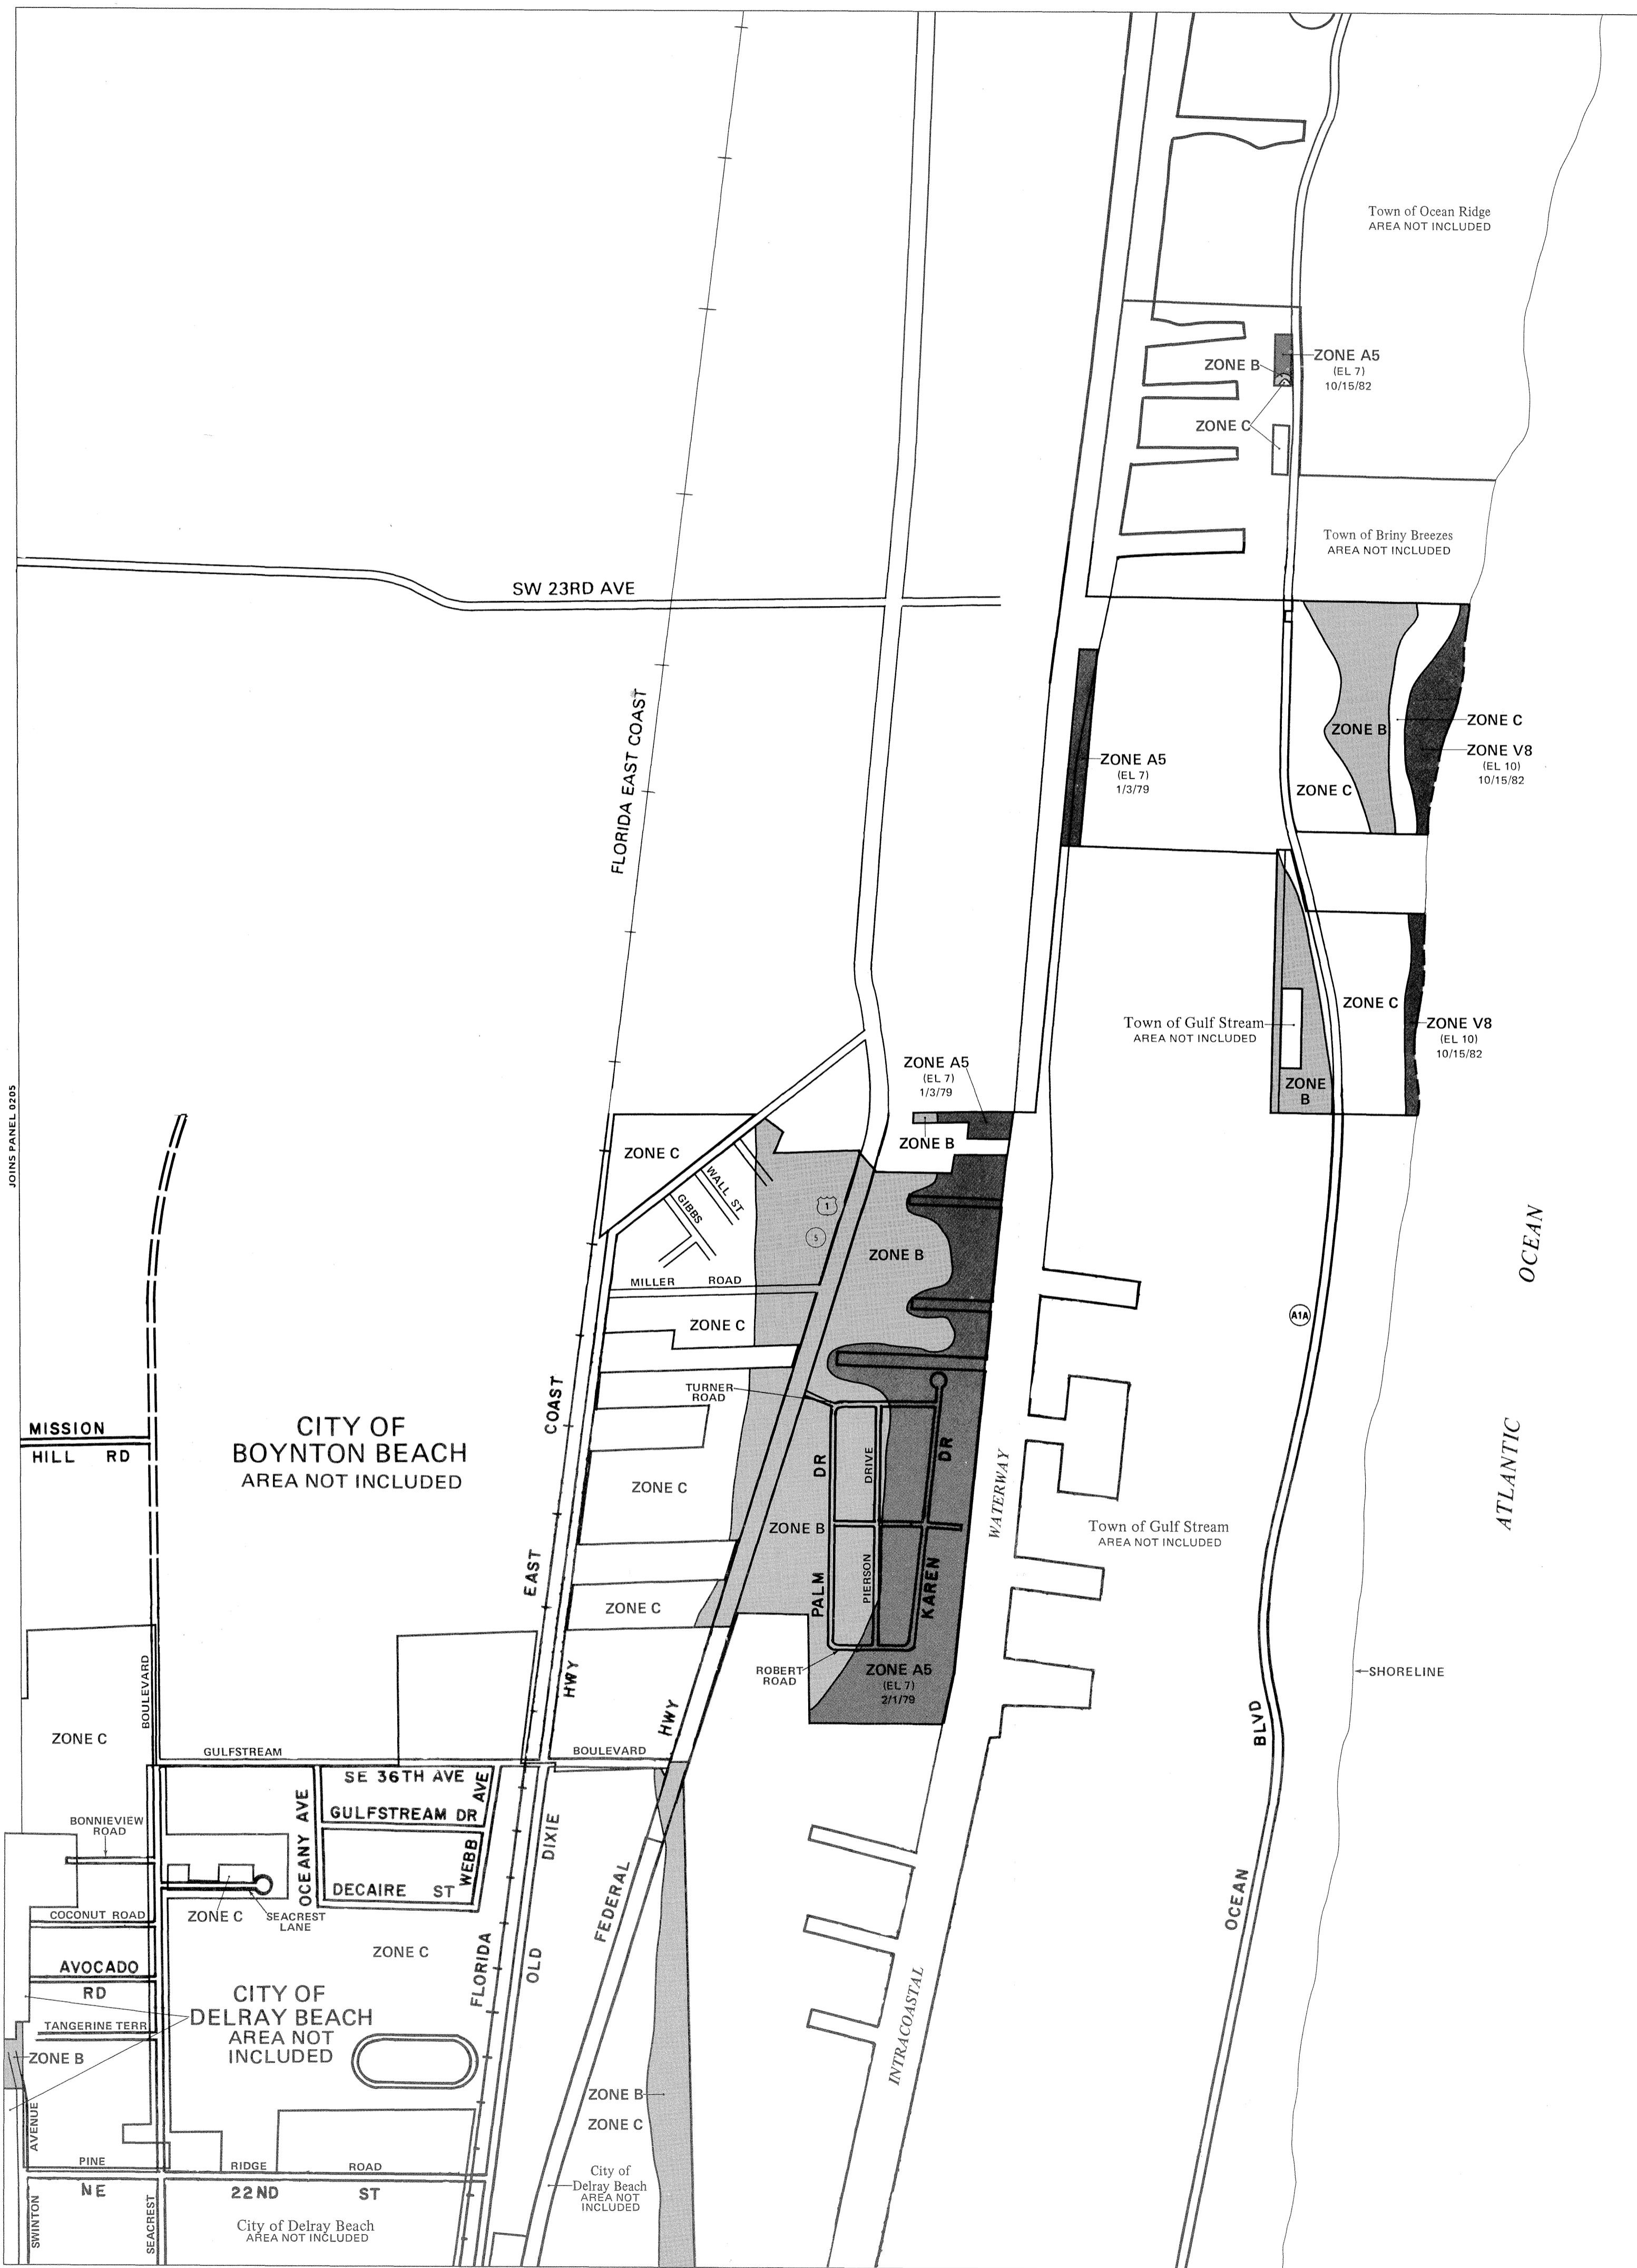 Town of Ocean Ridge
AREA NOT INCLUDED
ZONE A5
(EL 7)
10/15/82
ZONE B
ZONE C
Town of Briny Breezes
AREA NOT INCLUDED
SW 23RD AVE
FLORIDA EAST COAST
ZONE B
ZONE C
ZONE V8
(EL 10)
10/15/82
ZONE C
ZONE A5
(EL 7)
1/3/79
ZONE C
Town of Gulf Stream
AREA NOT INCLUDED
ZONE V8
(EL 10)
10/15/82
ZONE
B
ZONE A5
(EL 7)
1/3/79
ZONE B
JOINS PANEL 0205
ZONE C
WALL ST
GIBBS
1
5
ZONE B
MILLER ROAD
ZONE C
A1A
OCEAN
ATLANTIC
TURNER
ROAD
COAST
EAST
MISSION
HILL RD
CITY OF
BOYNTON BEACH
AREA NOT INCLUDED
ZONE C
DR
DRIVE
DR
ZONE B
WATERWAY
Town of Gulf Stream
AREA NOT INCLUDED
PALM
PIERSON
KAREN
ZONE C
ROBERT
ROAD
ZONE A5
(EL 7)
2/1/79
SHORELINE
HWY
HWY
BLVD
BOULEVARD
ZONE C
GULFSTREAM
BOULEVARD
SE 36TH AVE
AVE
GULFSTREAM DR
OCEANY AVE
WEBB
DECAIRE ST
DIXIE
BONNIEVIEW
ROAD
COCONUT ROAD
ZONE C
SEACREST
LANE
ZONE C
FEDERAL
OCEAN
AVOCADO
RD
FLORIDA
OLD
CITY OF
DELRAY BEACH
AREA NOT
INCLUDED
TANGERINE TERR
ZONE B
INTRACOASTAL
ZONE B
ZONE C
AVENUE
PINE RIDGE ROAD
NE 22ND ST
City of
Delray Beach
AREA NOT
INCLUDED
SWINTON
SEACREST
City of Delray Beach
AREA NOT INCLUDED